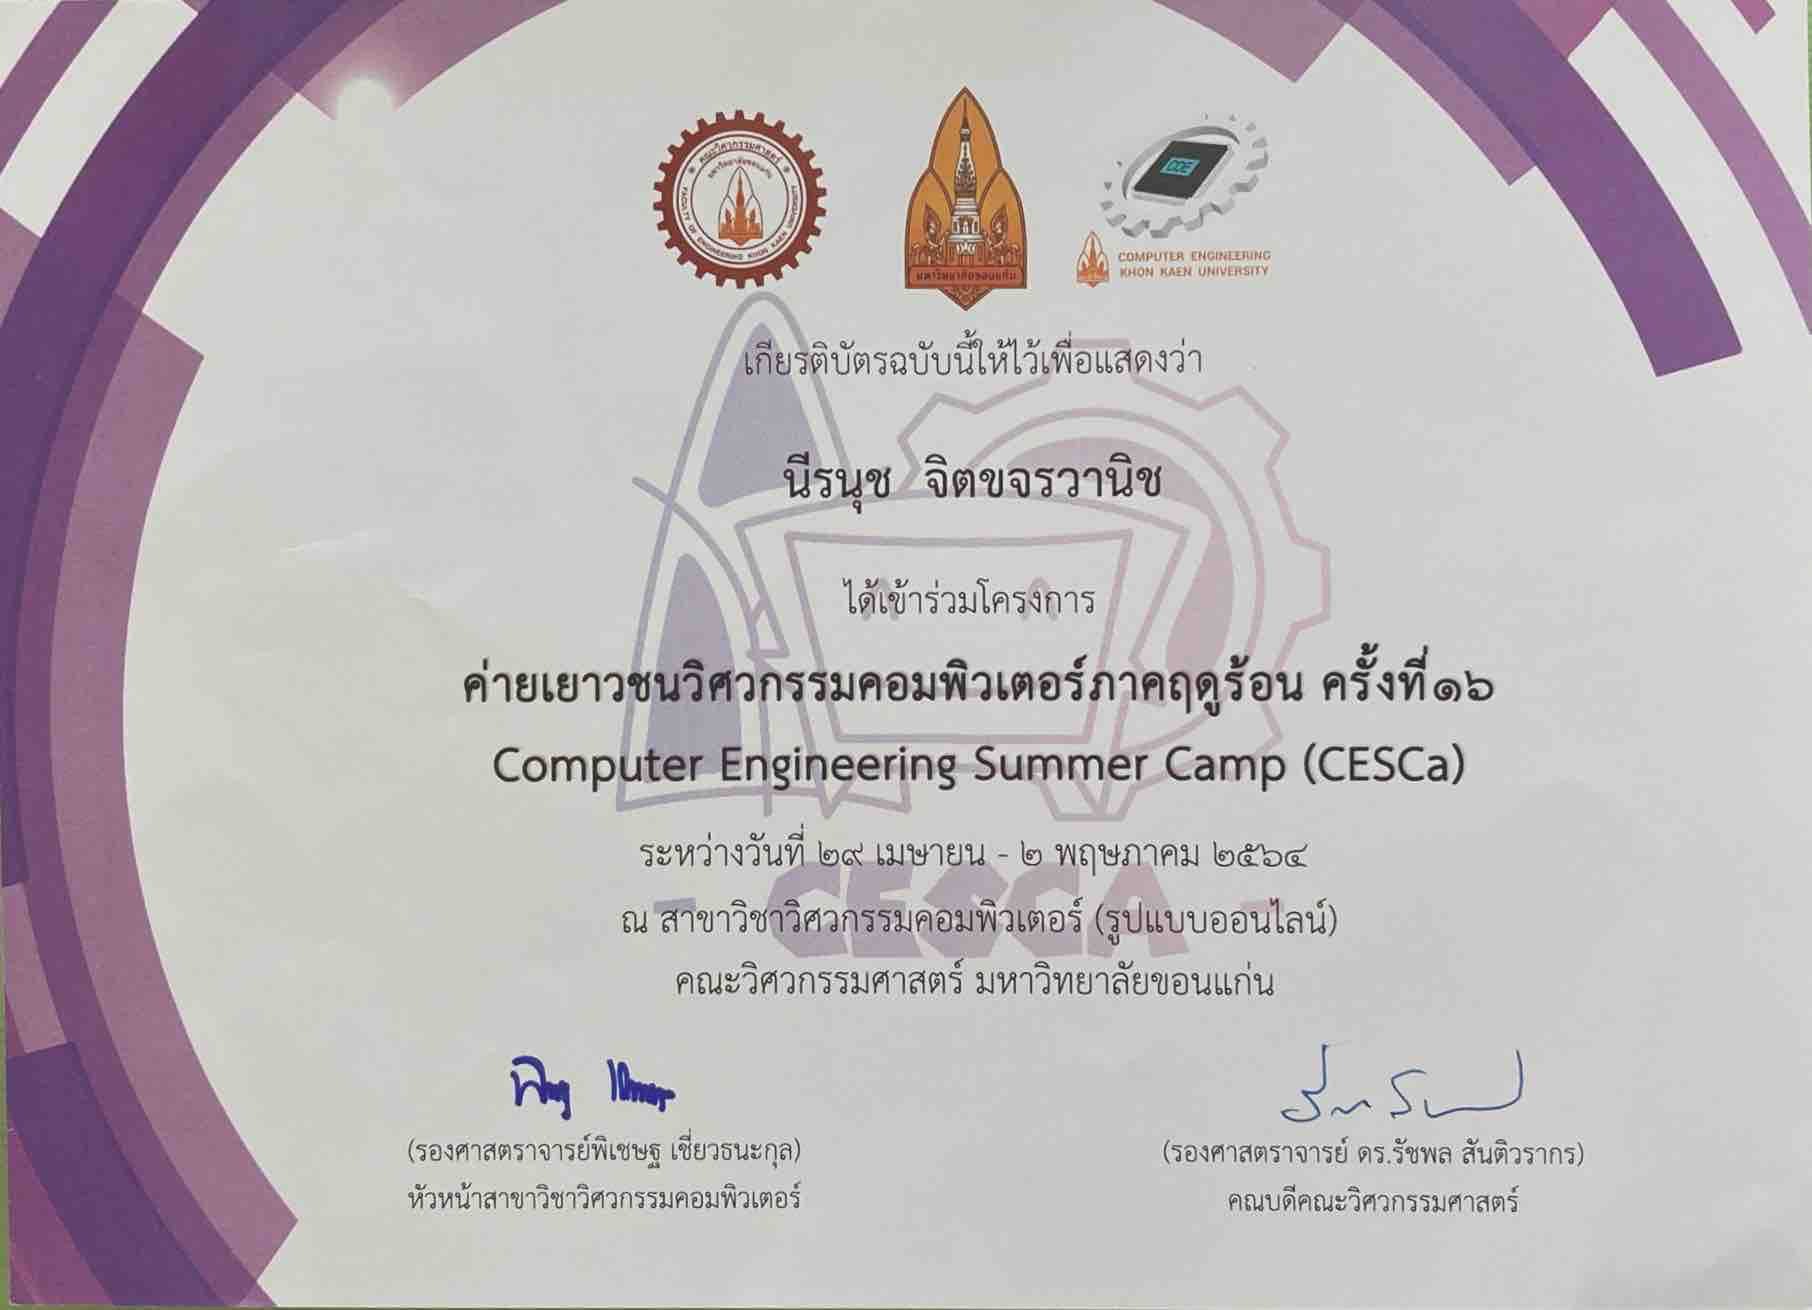 คณะวิศวกรรมศาสตร์
มหาวิทยาลัยขอนแก่น
FACULTY OF ENGINEERING KHON KAEN UNIVERSITY
มหาวิทยาลัยขอนแก่น
COE
COMPUTER ENGINEERING
KHON KAEN UNIVERSITY
เกียรติบัตรฉบับนี้ให้ไว้เพื่อแสดงว่า
นีรนุช จิตขจรวานิช
ได้เข้าร่วมโครงการ
ค่ายเยาวชนวิศวกรรมคอมพิวเตอร์ภาคฤดูร้อน ครั้งที่๑๖
Computer Engineering Summer Camp (CESCa)
ระหว่างวันที่ ๒๙ เมษายน - ๒ พฤษภาคม ๒๕๖๔
- CESCA -
ณ สาขาวิชาวิศวกรรมคอมพิวเตอร์ (รูปแบบออนไลน์)
คณะวิศวกรรมศาสตร์ มหาวิทยาลัยขอนแก่น
(รองศาสตราจารย์พิเชษฐ เชี่ยวธนะกุล)
หัวหน้าสาขาวิชาวิศวกรรมคอมพิวเตอร์
(รองศาสตราจารย์ ดร.รัชพล สันติวรากร)
คณบดีคณะวิศวกรรมศาสตร์